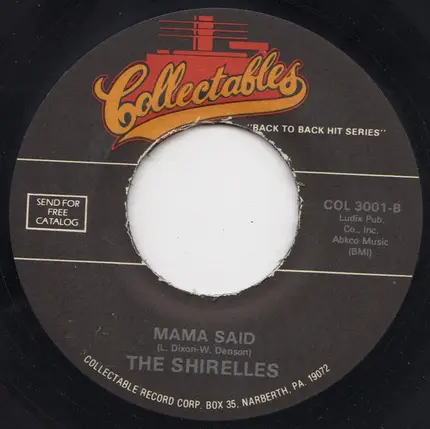 Collectables
"BACK TO BACK HIT SERIES"
SEND FOR
FREE
CATALOG
COL 3001-B
Ludix Pub.
Co., Inc.
Abkco Music
(BMI)
MAMA SAID
(L. Dixon-W. Denson)
THE SHIRELLES
COLLECTABLE RECORD CORP. BOX 35, NARBERTH, PA. 19072